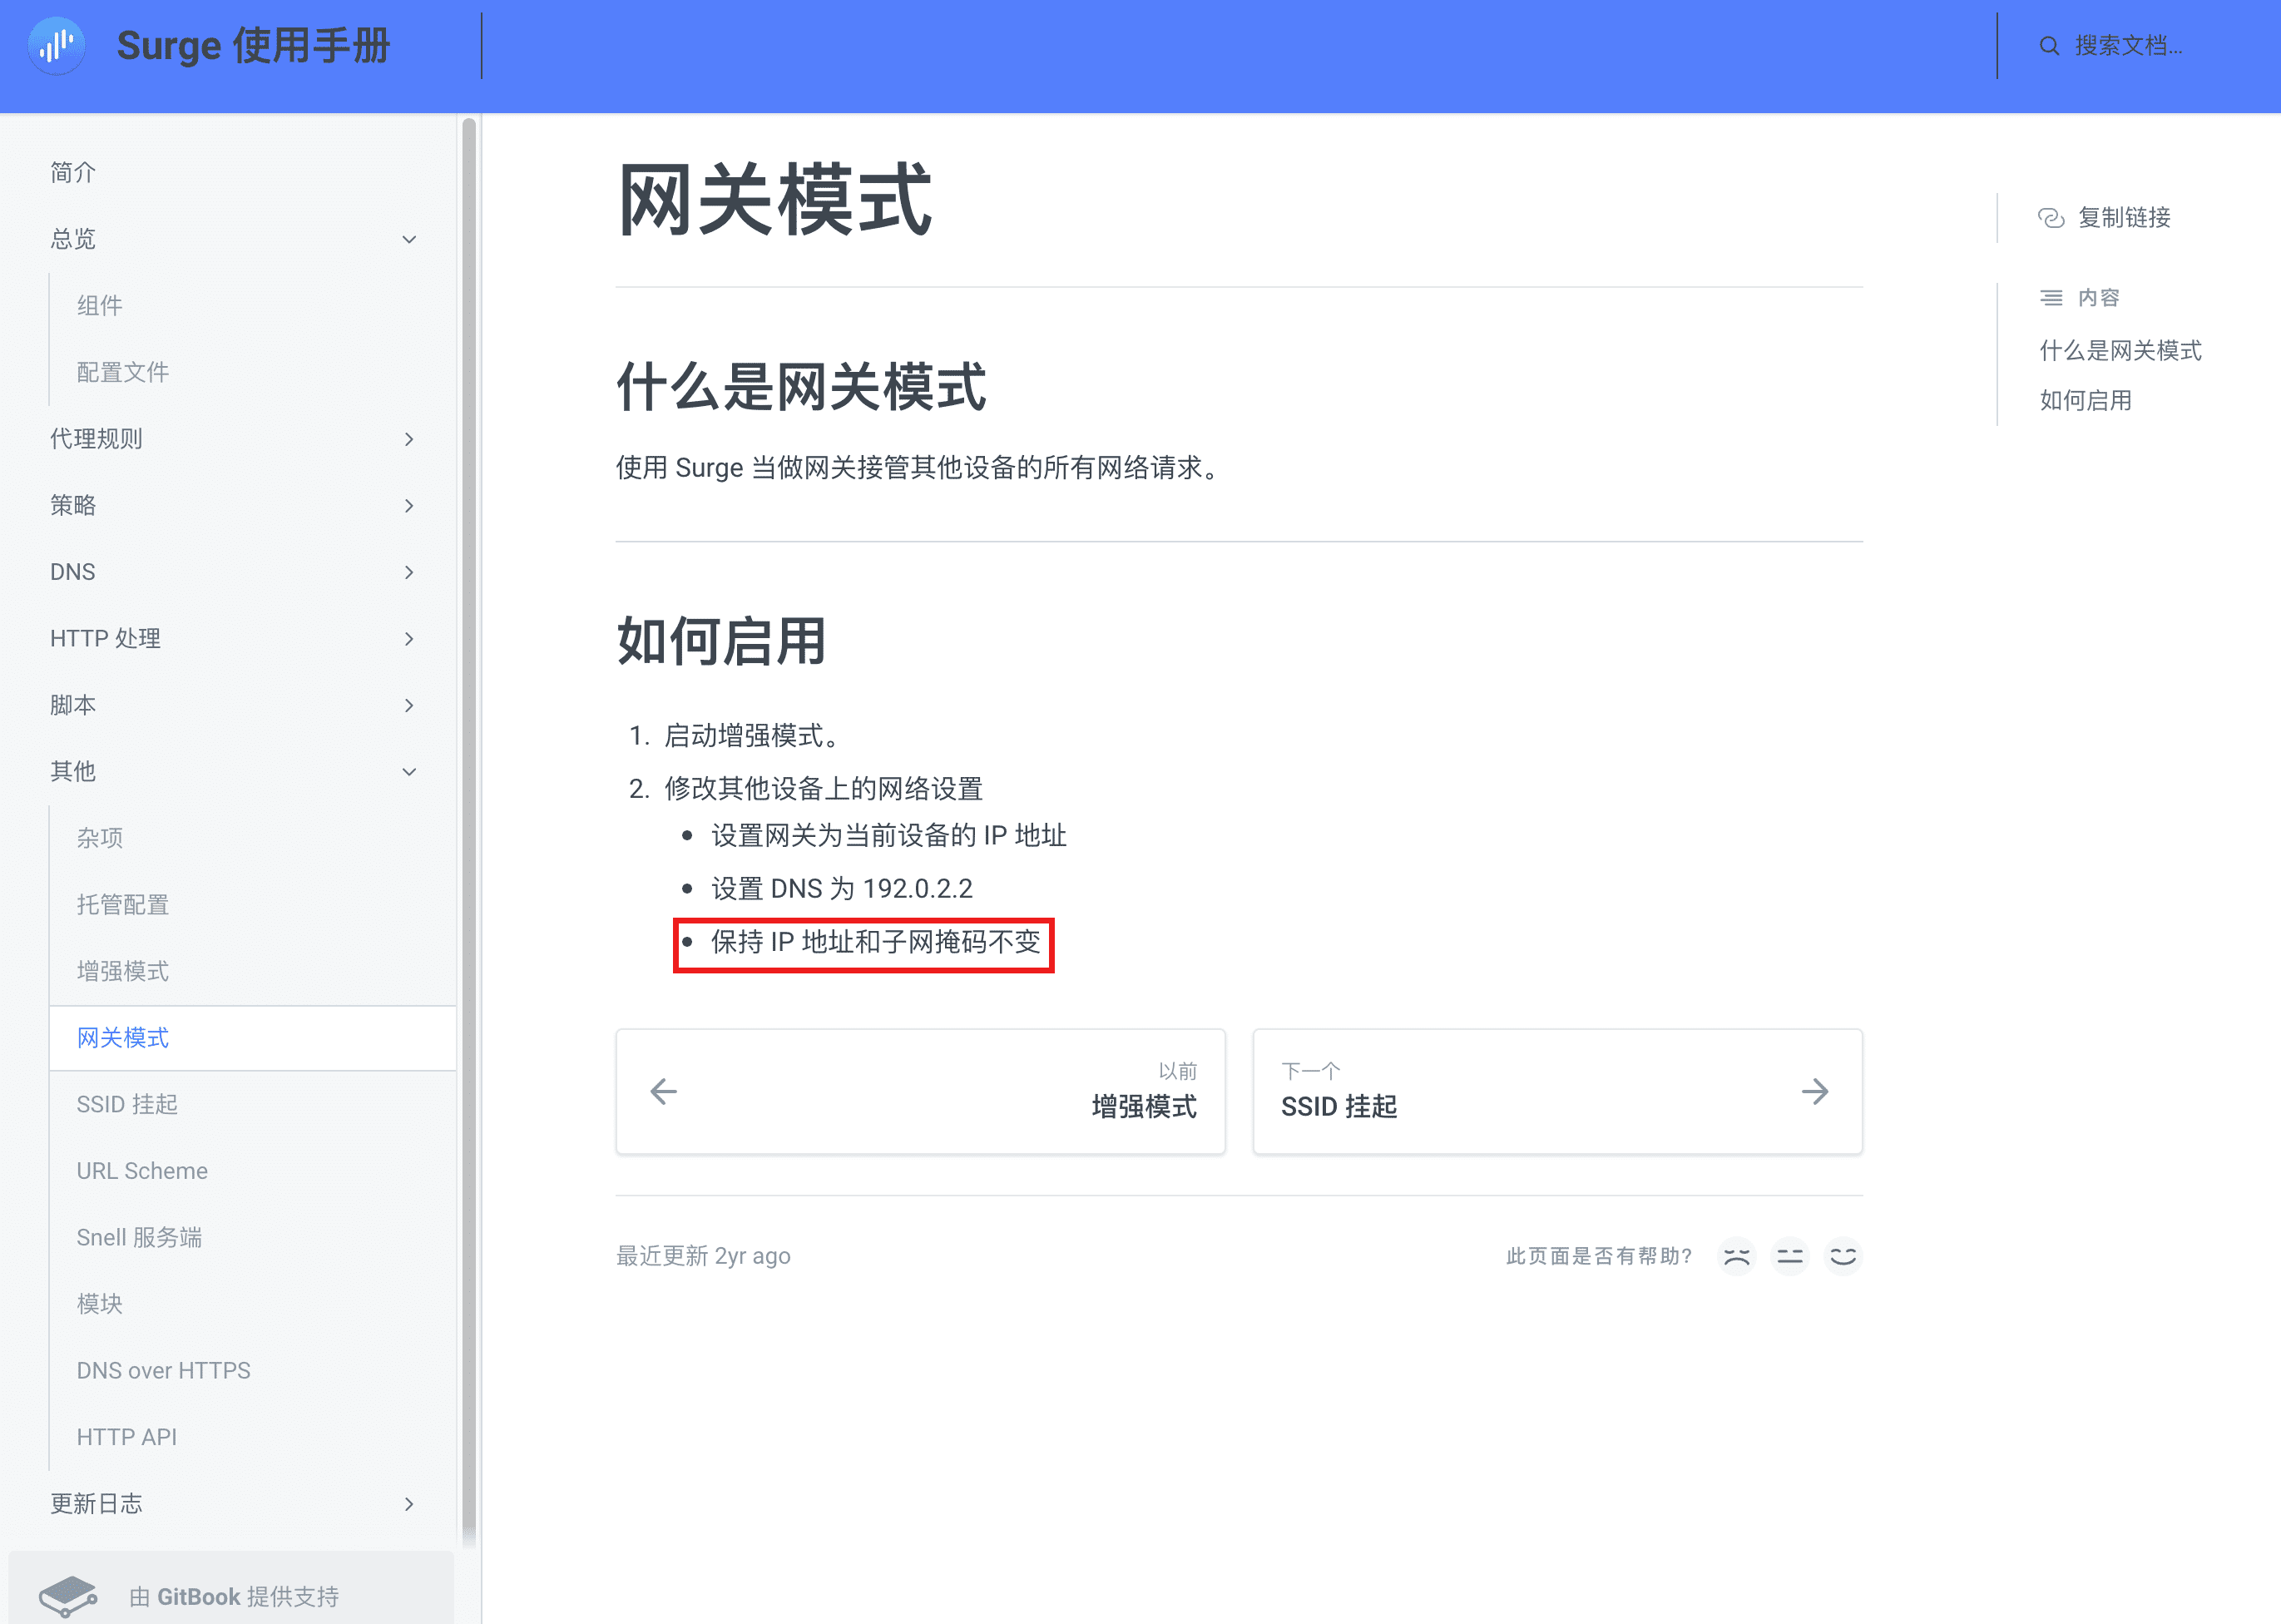 Surge 使用手册
搜索文档...
简介
总览
组件
配置文件
代理规则
策略
DNS
HTTP 处理
脚本
其他
杂项
托管配置
增强模式
网关模式
SSID 挂起
URL Scheme
Snell 服务端
模块
DNS over HTTPS
HTTP API
更新日志
由 GitBook 提供支持
网关模式
什么是网关模式
使用 Surge 当做网关接管其他设备的所有网络请求。
如何启用
1. 启动增强模式。
2. 修改其他设备上的网络设置
• 设置网关为当前设备的 IP 地址
• 设置 DNS 为 192.0.2.2
• 保持 IP 地址和子网掩码不变
以前
增强模式
下一个
SSID 挂起
最近更新 2yr ago
此页面是否有帮助?
复制链接
内容
什么是网关模式
如何启用